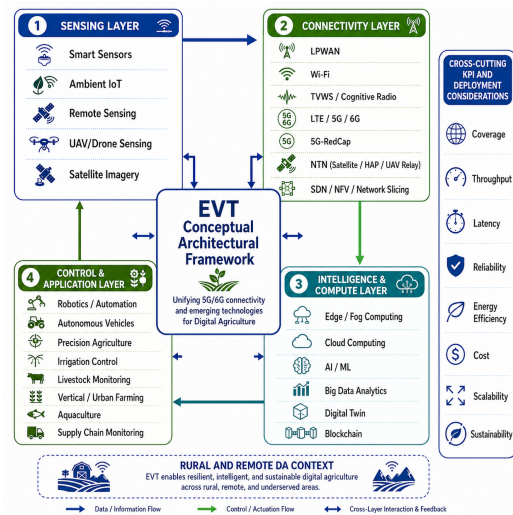 1 SENSING LAYER
Smart Sensors
Ambient IoT
Remote Sensing
UAV/Drone Sensing
Satellite Imagery
2 CONNECTIVITY LAYER
LPWAN
Wi-Fi
TVWS / Cognitive Radio
5G
6G
LTE / 5G / 6G
5G
5G-RedCap
NTN (Satellite / HAP / UAV Relay)
SDN / NFV / Network Slicing
CROSS-CUTTING
KPI AND
DEPLOYMENT
CONSIDERATIONS
Coverage
Throughput
Latency
Reliability
Energy
Efficiency
$
Cost
Scalability
Sustainability
EVT
Conceptual
Architectural
Framework
Unifying 5G/6G connectivity
and emerging technologies
for Digital Agriculture
4 CONTROL &
APPLICATION LAYER
Robotics / Automation
Autonomous Vehicles
Precision Agriculture
Irrigation Control
Livestock Monitoring
Vertical / Urban Farming
Aquaculture
Supply Chain Monitoring
3 INTELLIGENCE &
COMPUTE LAYER
Edge / Fog Computing
Cloud Computing
AI / ML
Big Data Analytics
Digital Twin
Blockchain
RURAL AND REMOTE DA CONTEXT
EVT enables resilient, intelligent, and sustainable digital agriculture
across rural, remote, and underserved areas.
Data / Information Flow
Control / Actuation Flow
Cross-Layer Interaction & Feedback